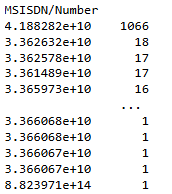 MSISDN/Number
4.188282e+10    1066
3.362632e+10      18
3.362578e+10      17
3.361489e+10      17
3.365973e+10      16
                ...
3.366068e+10       1
3.366068e+10       1
3.366067e+10       1
3.366067e+10       1
8.823971e+14       1